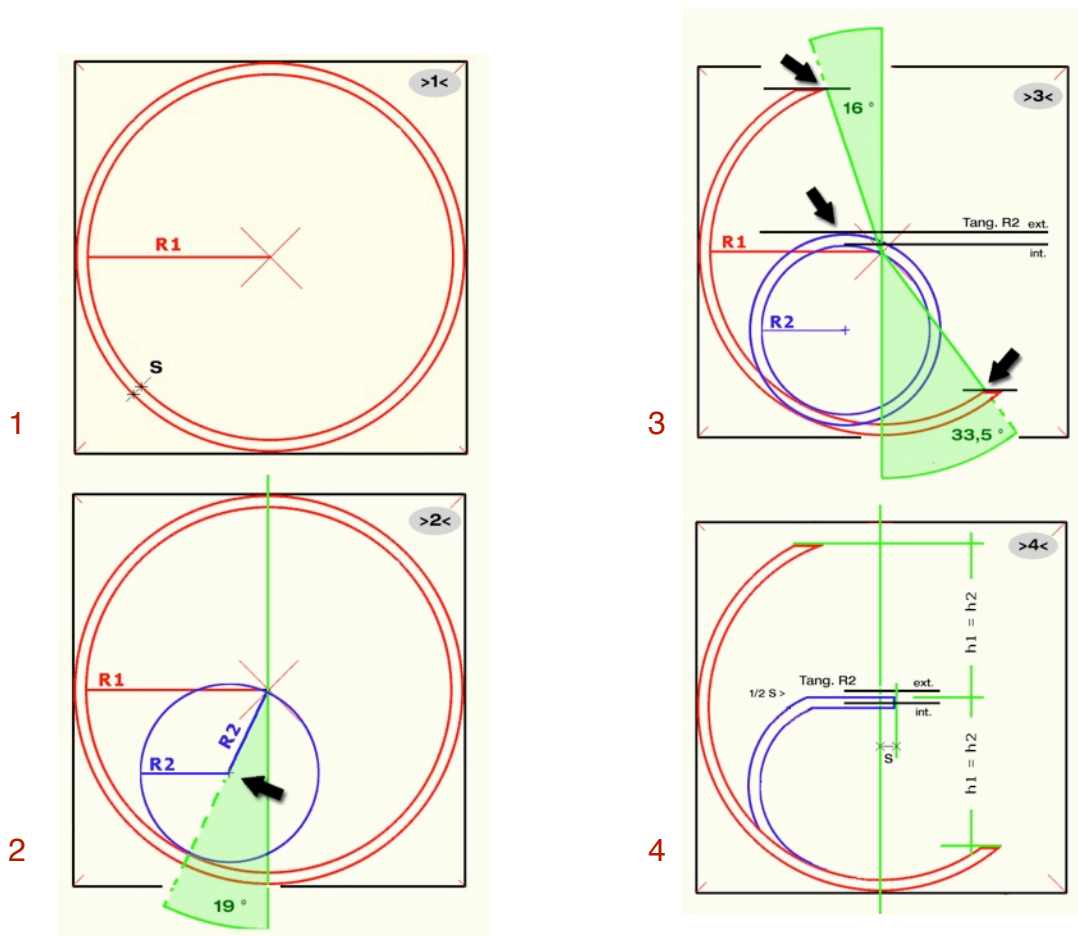 >1<
R1
S
1
>2<
R1
R2
R2
19 °
2
>3<
16 °
Tang. R2 ext.
int.
R1
R2
33,5 °
3
>4<
h1 = h2
Tang. R2 ext.
1/2 S >
int.
S
h1 = h2
4